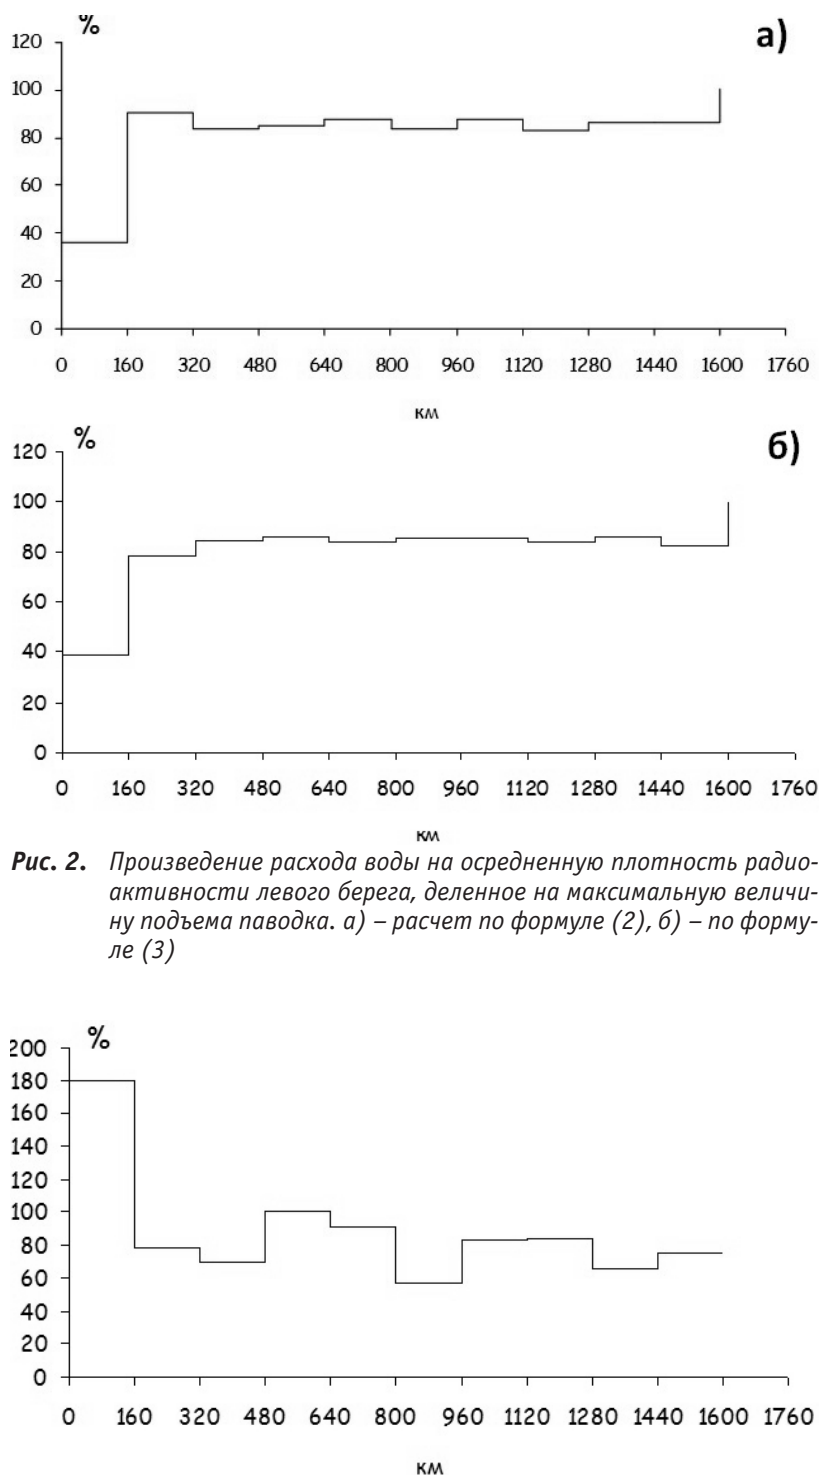 %
а)
120
100
80
60
40
20
0
0 160 320 480 640 800 960 1120 1280 1440 1600 1760
км
%
б)
120
100
80
60
40
20
0
0 160 320 480 640 800 960 1120 1280 1440 1600 1760
км
Рис. 2. Произведение расхода воды на осредненную плотность радио-
активности левого берега, деленное на максимальную величи-
ну подъема паводка. а) – расчет по формуле (2), б) – по форму-
ле (3)
%
200
180
160
140
120
100
80
60
40
20
0
0 160 320 480 640 800 960 1120 1280 1440 1600 1760
км